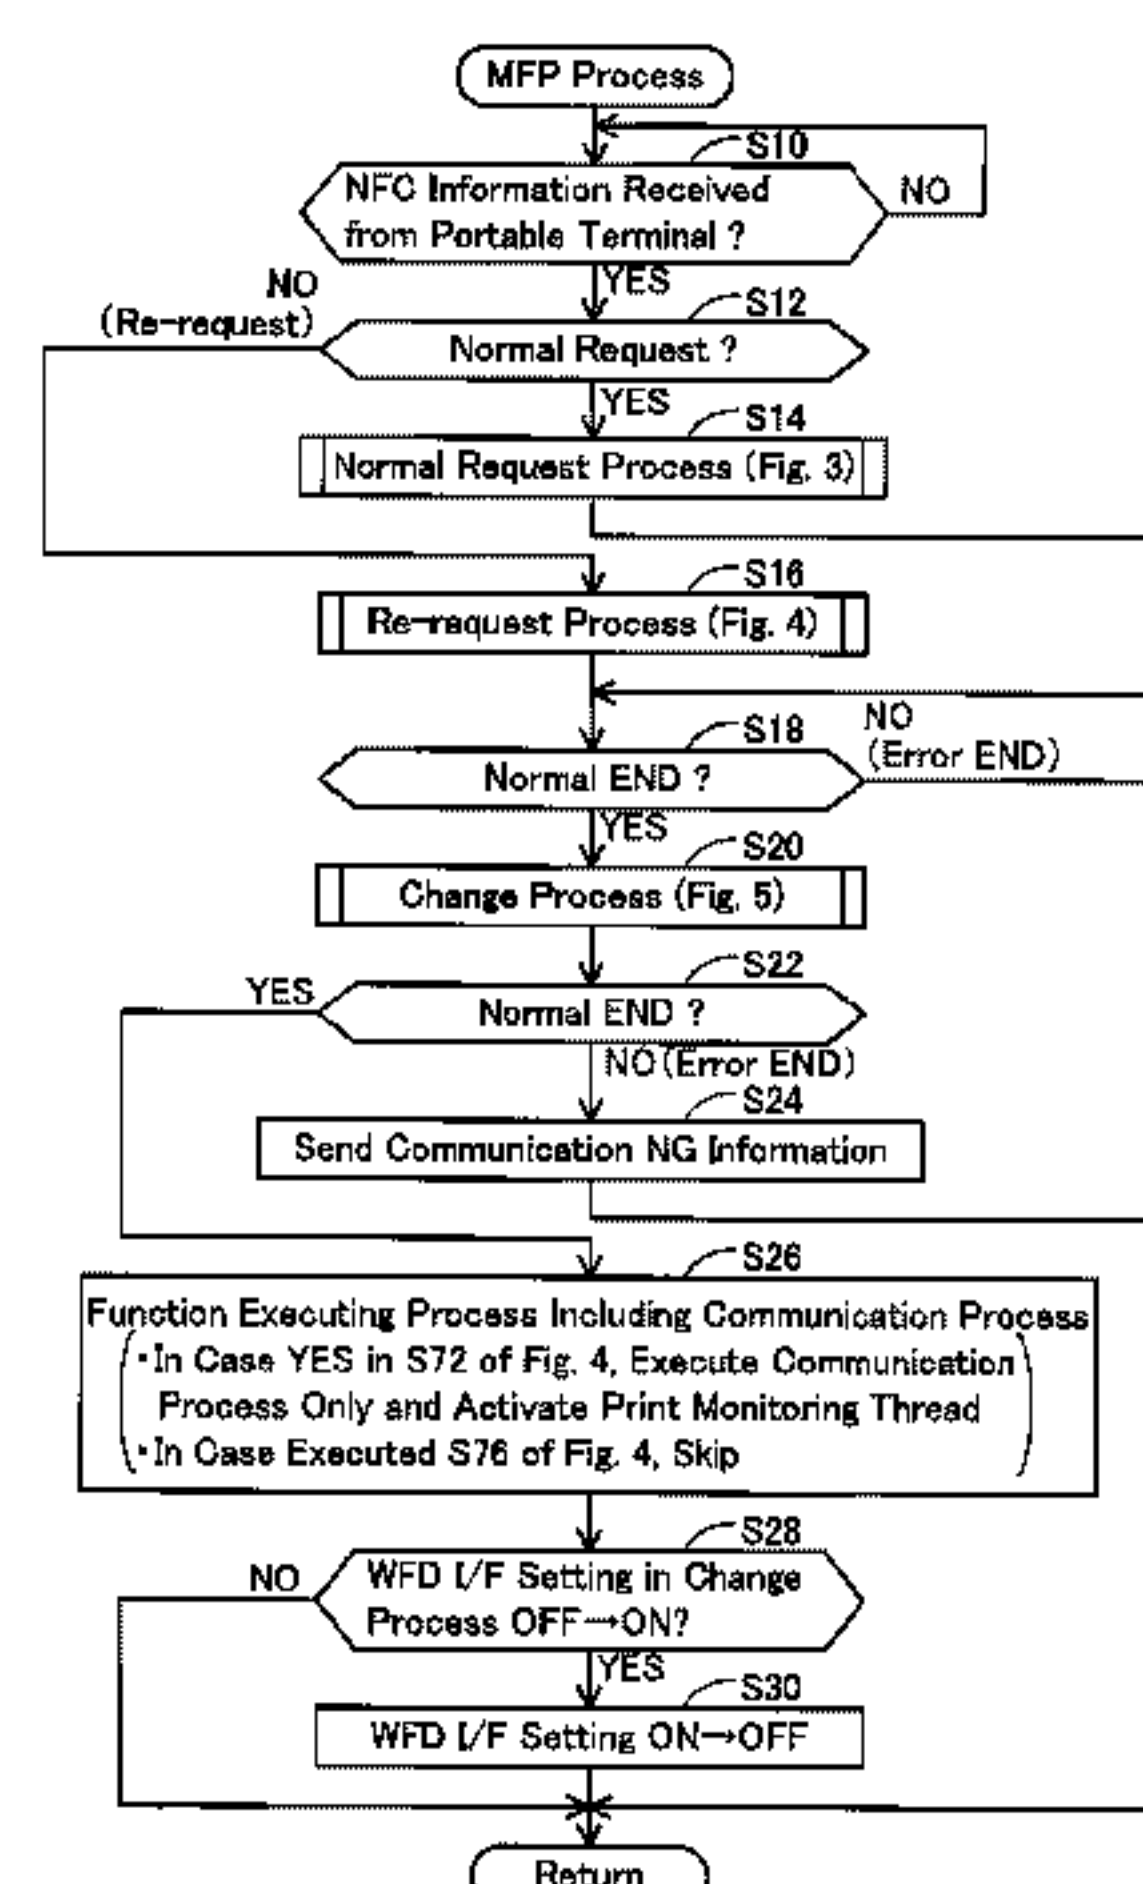 MFP Process
S10
NFC Information Received
from Portable Terminal ?
NO
YES
NO
(Re-request)
S12
Normal Request ?
YES
S14
Normal Request Process (Fig. 3)
S16
Re-request Process (Fig. 4)
S18
NO
(Error END)
Normal END ?
YES
S20
Change Process (Fig. 5)
S22
YES
Normal END ?
NO (Error END)
S24
Send Communication NG Information
S26
Function Executing Process Including Communication Process
・In Case YES in S72 of Fig. 4, Execute Communication
Process Only and Activate Print Monitoring Thread
・In Case Executed S76 of Fig. 4, Skip
S28
NO
WFD I/F Setting in Change
Process OFF→ON?
YES
S30
WFD I/F Setting ON→OFF
Return